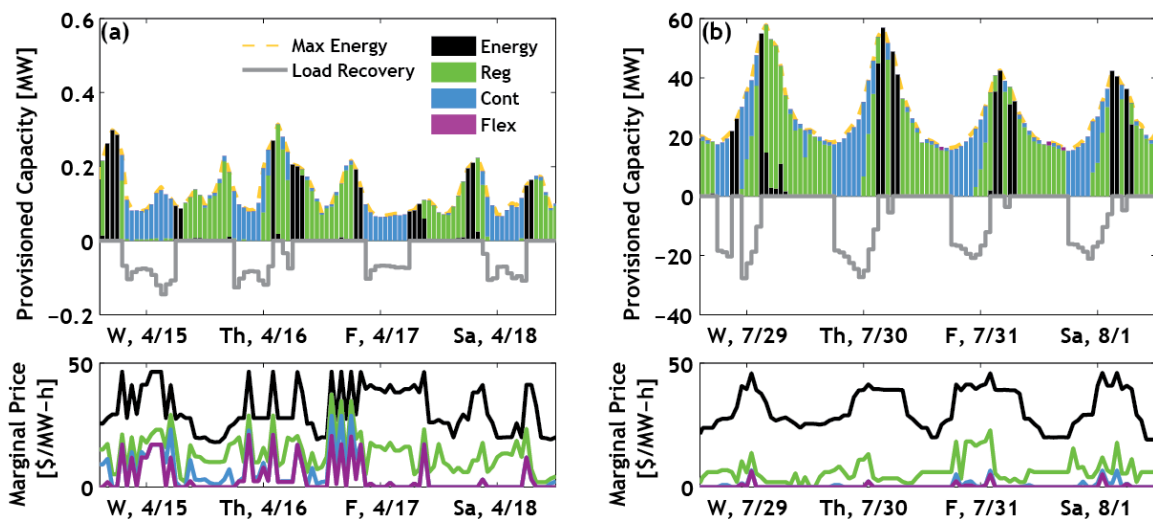 (a)
Max Energy
Load Recovery
Energy
Reg
Cont
Flex
Provisioned Capacity [MW]
0.6
0.4
0.2
0
−0.2
W, 4/15 Th, 4/16 F, 4/17 Sa, 4/18
Marginal Price
[$/MW−h]
50
0
W, 4/15 Th, 4/16 F, 4/17 Sa, 4/18
(b)
Provisioned Capacity [MW]
60
40
20
0
−20
−40
W, 7/29 Th, 7/30 F, 7/31 Sa, 8/1
Marginal Price
[$/MW−h]
50
0
W, 7/29 Th, 7/30 F, 7/31 Sa, 8/1